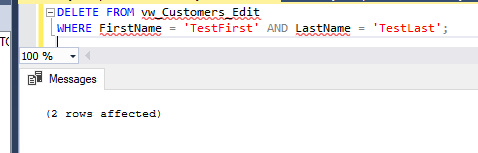 DELETE FROM vw_Customers_Edit
WHERE FirstName = 'TestFirst' AND LastName = 'TestLast';
100 %
Messages
(2 rows affected)